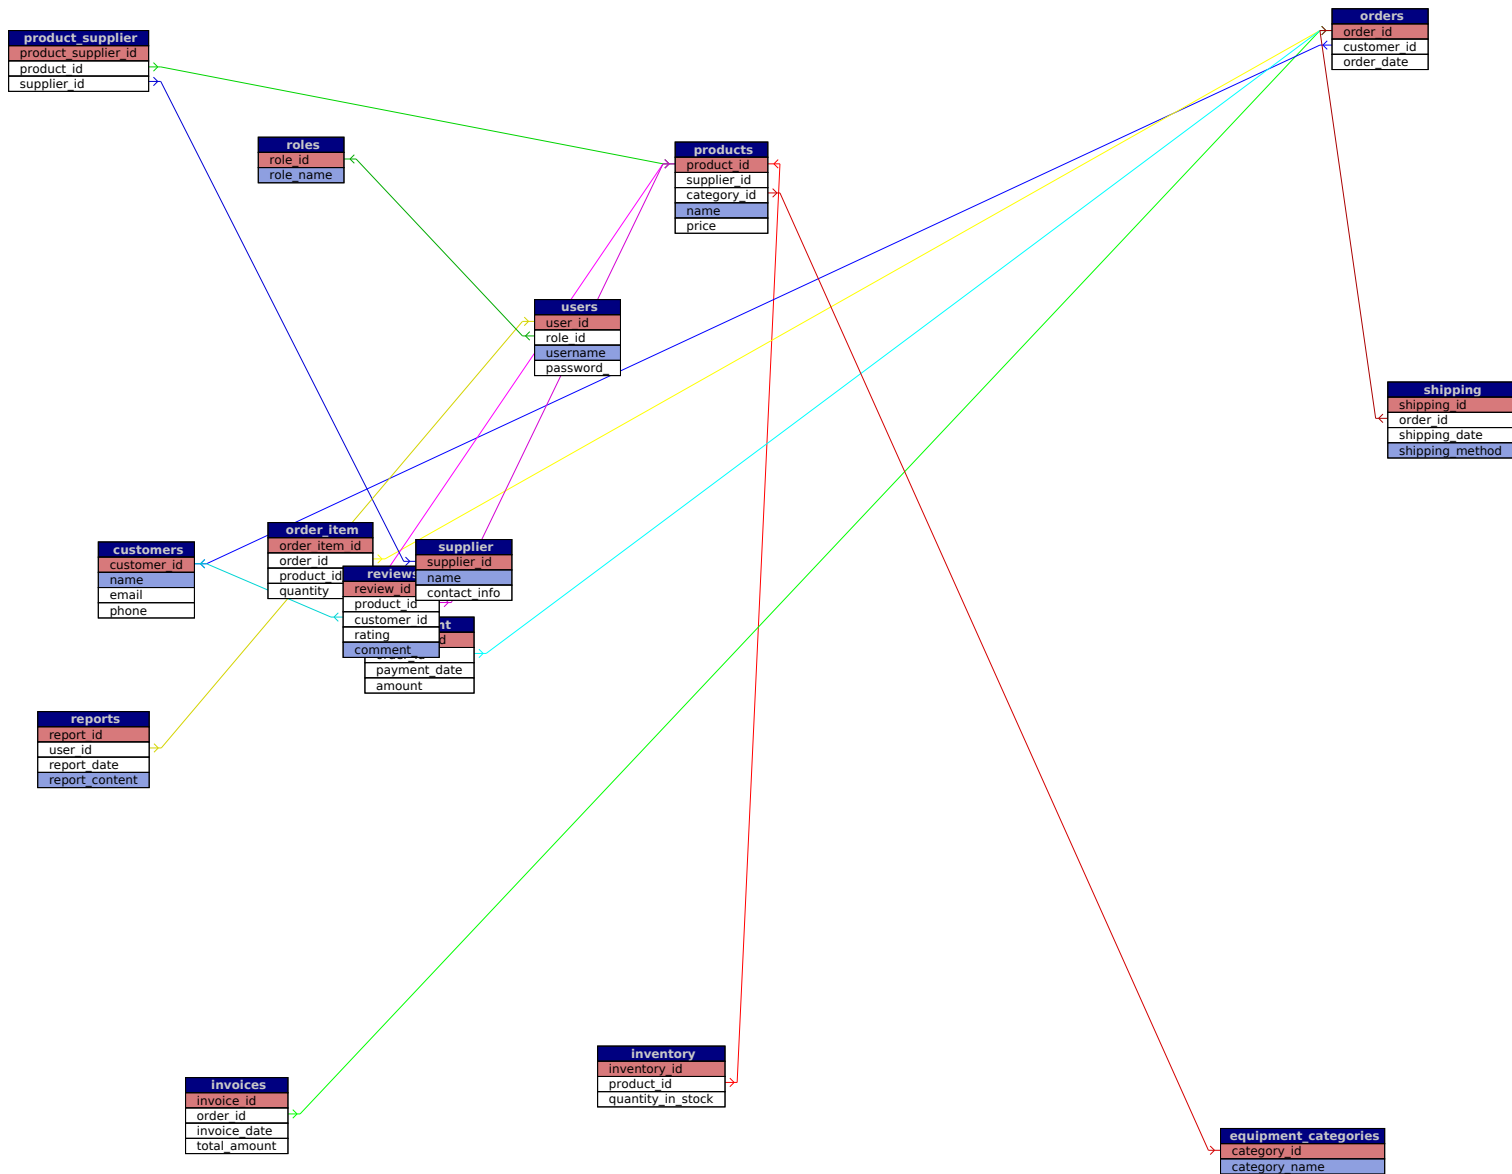 product_supplier
product_supplier_id
product_id
supplier_id
orders
order_id
customer_id
order_date
roles
role_id
role_name
products
product_id
supplier_id
category_id
name
price
users
user_id
role_id
username
password_
shipping
shipping_id
order_id
shipping_date
shipping_method
customers
customer_id
name
email
phone
order_item
order_item_id
order_id
product_id
quantity
supplier
supplier_id
name
contact_info
reviews
review_id
product_id
customer_id
rating
comment_
payment_date
amount
reports
report_id
user_id
report_date
report_content
inventory
inventory_id
product_id
quantity_in_stock
invoices
invoice_id
order_id
invoice_date
total_amount
equipment_categories
category_id
category_name